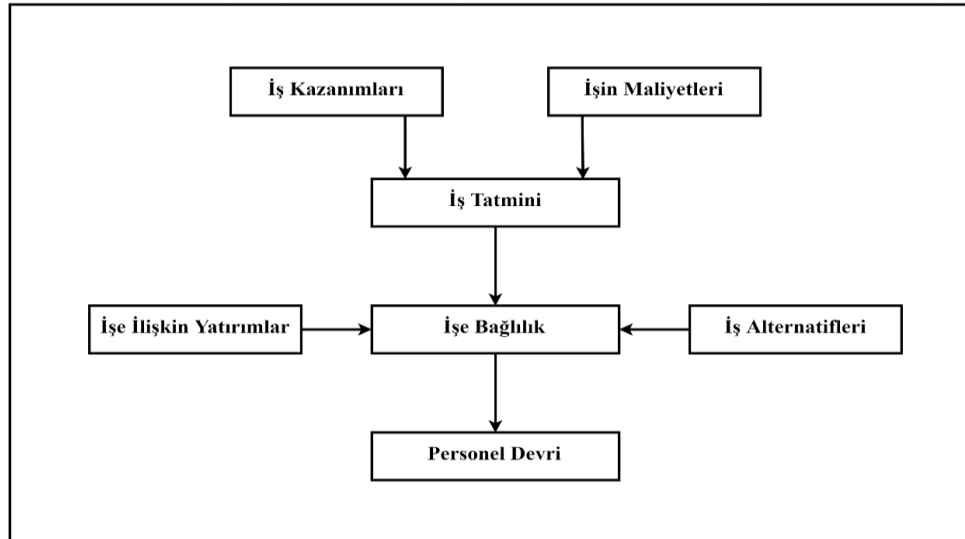 İş Kazanımları
İşin Maliyetleri
İş Tatmini
İşe İlişkin Yatırımlar
İşe Bağlılık
İş Alternatifleri
Personel Devri